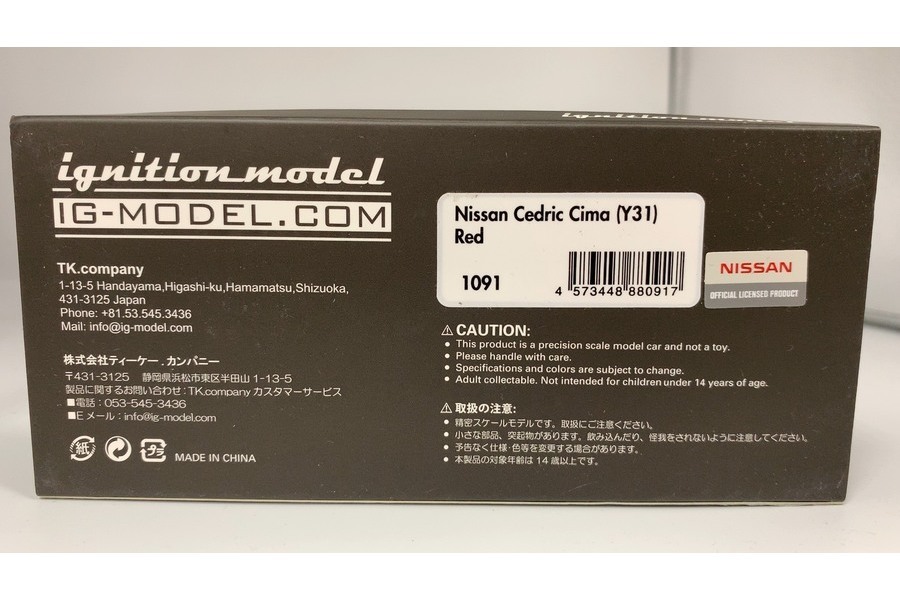 ignition model
ignition model
IG-MODEL.COM
TK.company
1-13-5 Handayama,Higashi-ku,Hamamatsu,Shizuoka,
431-3125 Japan
Phone: +81.53.545.3436
Mail: info@ig-model.com
株式会社ティーケー.カンパニー
〒431-3125 静岡県浜松市東区半田山1-13-5
製品に関するお問い合わせ:TK.company カスタマーサービス
■電話:053-545-3436
■Eメール:info@ig-model.com
紙
プラ
MADE IN CHINA
Nissan Cedric Cima (Y31)
Red
1091
4 573448 880917
NISSAN
OFFICIAL LICENSED PRODUCT
⚠CAUTION:
• This product is a precision scale model car and not a toy.
• Please handle with care.
• Specifications and colors are subject to change.
• Adult collectable. Not intended for children under 14 years of age.
⚠取扱の注意:
• 精密スケールモデルです。取扱にご注意ください。
• 小さな部品、突起物があります。飲み込んだり、怪我をされないように注意してください。
• 予告なく仕様・色等を変更する場合があります。
• 本製品の対象年齢は14歳以上です。